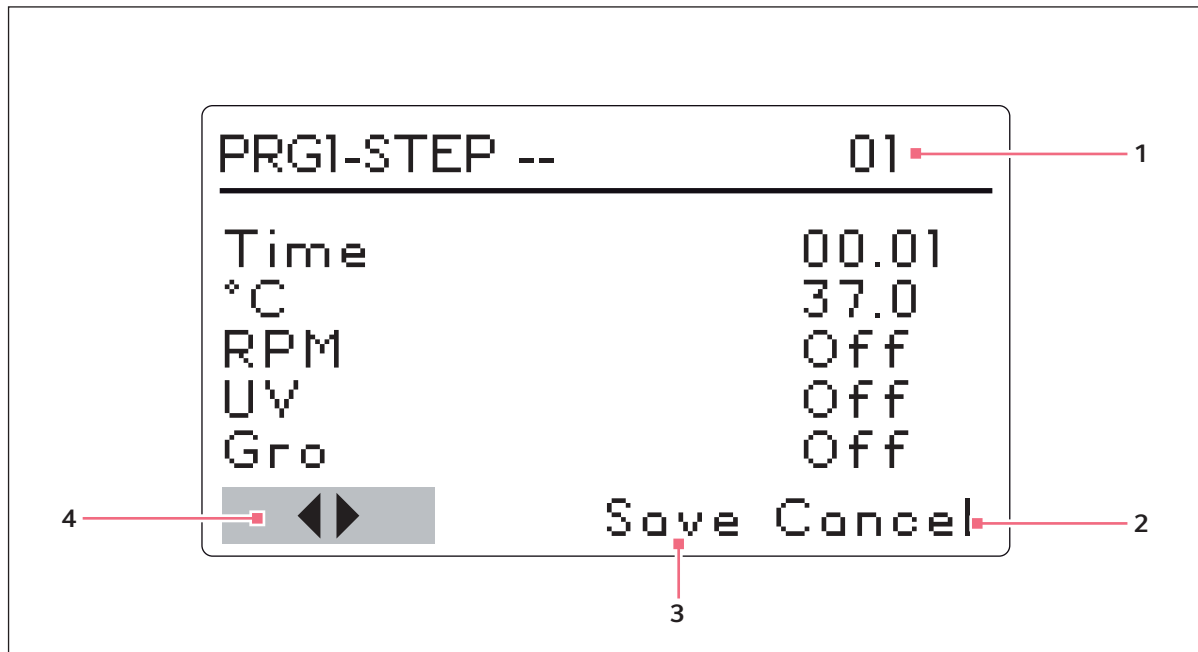 PRG1-STEP -- 01 1
Time 00.01
°C 37.0
RPM Off
UV Off
Gro Off
4 Save Cancel 2
3